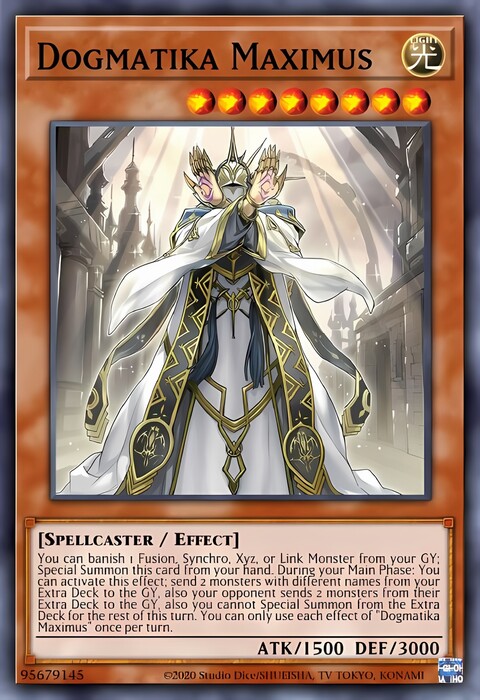 DOGMATIKA MAXIMUS
LIGHT
光
[SPELLCASTER / EFFECT]
You can banish 1 Fusion, Synchro, Xyz, or Link Monster from your GY;
Special Summon this card from your hand. During your Main Phase: You
can activate this effect; send 2 monsters with different names from your
Extra Deck to the GY, also your opponent sends 2 monsters from their
Extra Deck to the GY, also you cannot Special Summon from the Extra
Deck for the rest of this turn. You can only use each effect of "Dogmatika
Maximus" once per turn.
ATK/1500 DEF/3000
95679145
©2020 Studio Dice/SHUEISHA, TV TOKYO, KONAMI